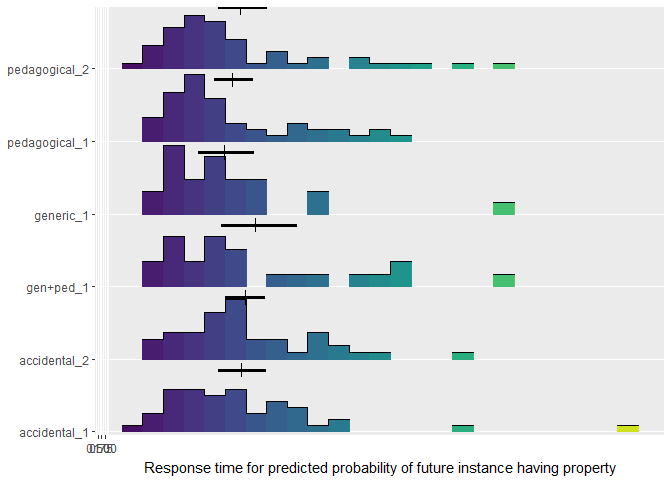 pedagogical_2
pedagogical_1
generic_1
gen+ped_1
accidental_2
accidental_1
Response time for predicted probability of future instance having property